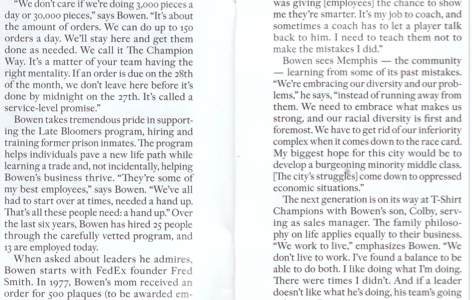 "We don't care if we're doing 3,000 pieces a
day or 30,000 pieces," says Bowen. "It's about
the amount of orders. We can do up to 150
orders a day. We'll stay here and get them
done as needed. We call it The Champion
Way. It's a matter of your team having the
right mentality. If an order is due on the 28th
of the month, we don't leave here before it's
done by midnight on the 27th. It's called a
service-level promise."
Bowen takes tremendous pride in support-
ing the Late Bloomers program, hiring and
training former prison inmates. The program
helps individuals pave a new life path while
learning a trade and, not incidentally, helping
Bowen's business thrive. "They're some of
my best employees," says Bowen. "We've all
had to start over at times, needed a hand up.
That's all these people need: a hand up." Over
the last six years, Bowen has hired 25 people
through the carefully vetted program, and
13 are employed today.
When asked about leaders he admires,
Bowen starts with FedEx founder Fred
Smith. In 1977, Bowen's mom received an
order for 500 plaques (to be awarded em-
was giving [employees] the chance to show
me they're smarter. It's my job to coach, and
sometimes a coach has to let a player talk
back to him. I need to teach them not to
make the mistakes I did."
Bowen sees Memphis — the community
— learning from some of its past mistakes.
"We're embracing our diversity and our prob-
lems," he says, "instead of running away from
them. We need to embrace what makes us
strong, and our racial diversity is first and
foremost. We have to get rid of our inferiority
complex when it comes down to the race card.
My biggest hope for this city would be to
develop a burgeoning minority middle class.
[The city's struggles] come down to oppressed
economic situations."
The next generation is on its way at T-Shirt
Champions with Bowen's son, Colby, serv-
ing as sales manager. The family philoso-
phy on life applies equally to their business.
"We work to live," emphasizes Bowen. "We
don't live to work. I've found a balance to be
able to do both. I like doing what I'm doing.
There were times I didn't. And if a leader
doesn't like what he's doing, his team's going